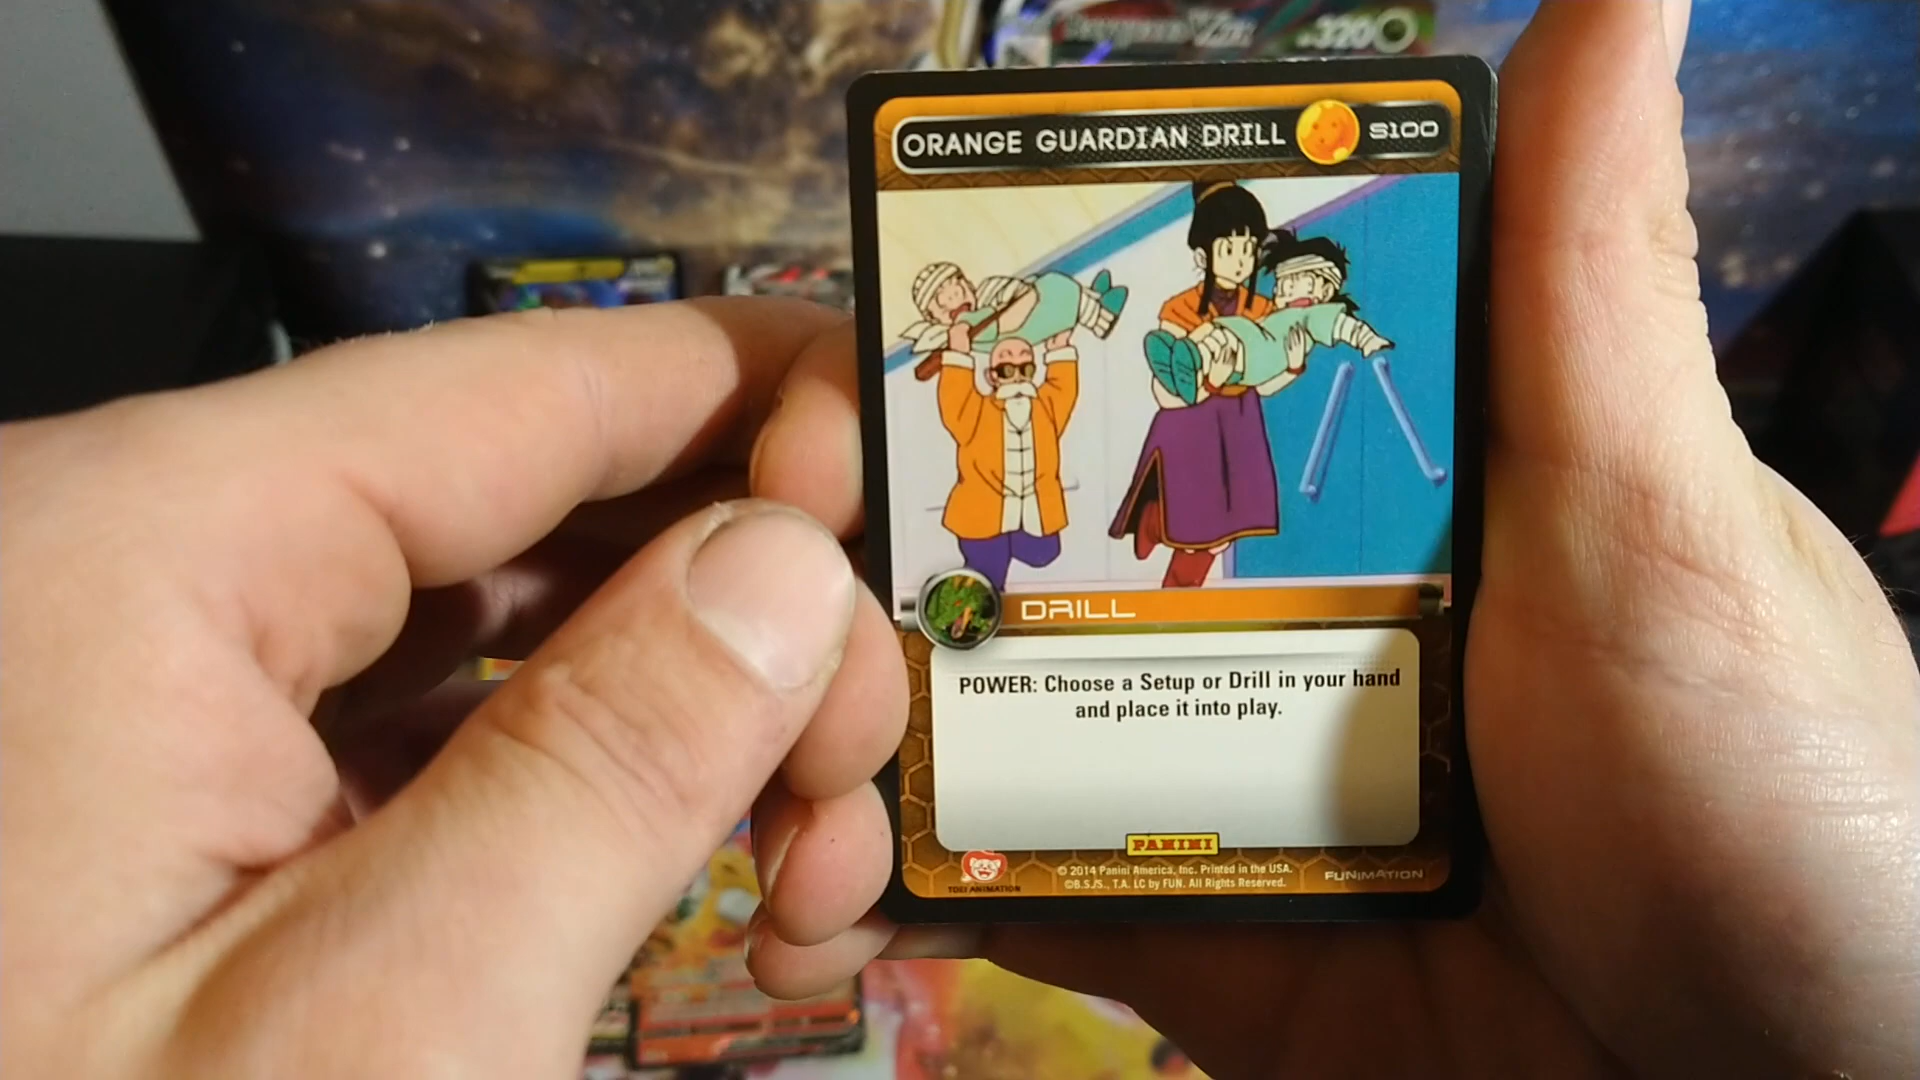 320
ORANGE GUARDIAN DRILL S100
DRILL
POWER: Choose a Setup or Drill in your hand
and place it into play.
PANINI
TOEI ANIMATION
© 2014 Panini America, Inc. Printed in the USA.
©B.S./S., T.A. LC by FUN. All Rights Reserved.
FUNIMATION